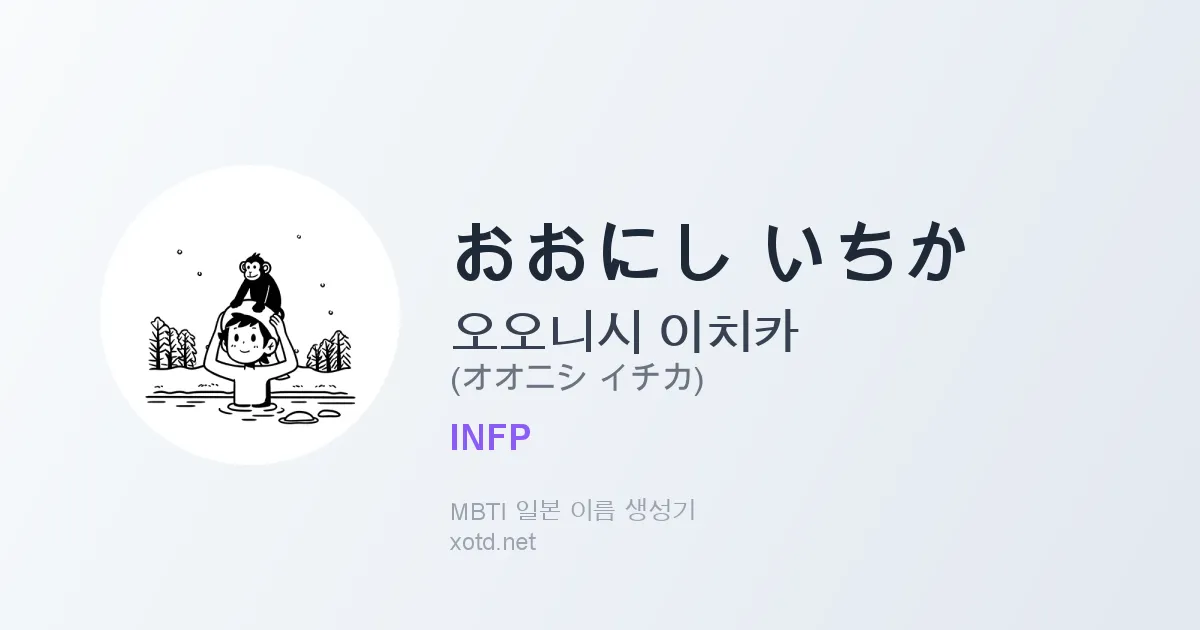 おおにし いちか
오오니시 이치카
(オオニシ イチカ)
INFP
MBTI 일본 이름 생성기
xotd.net